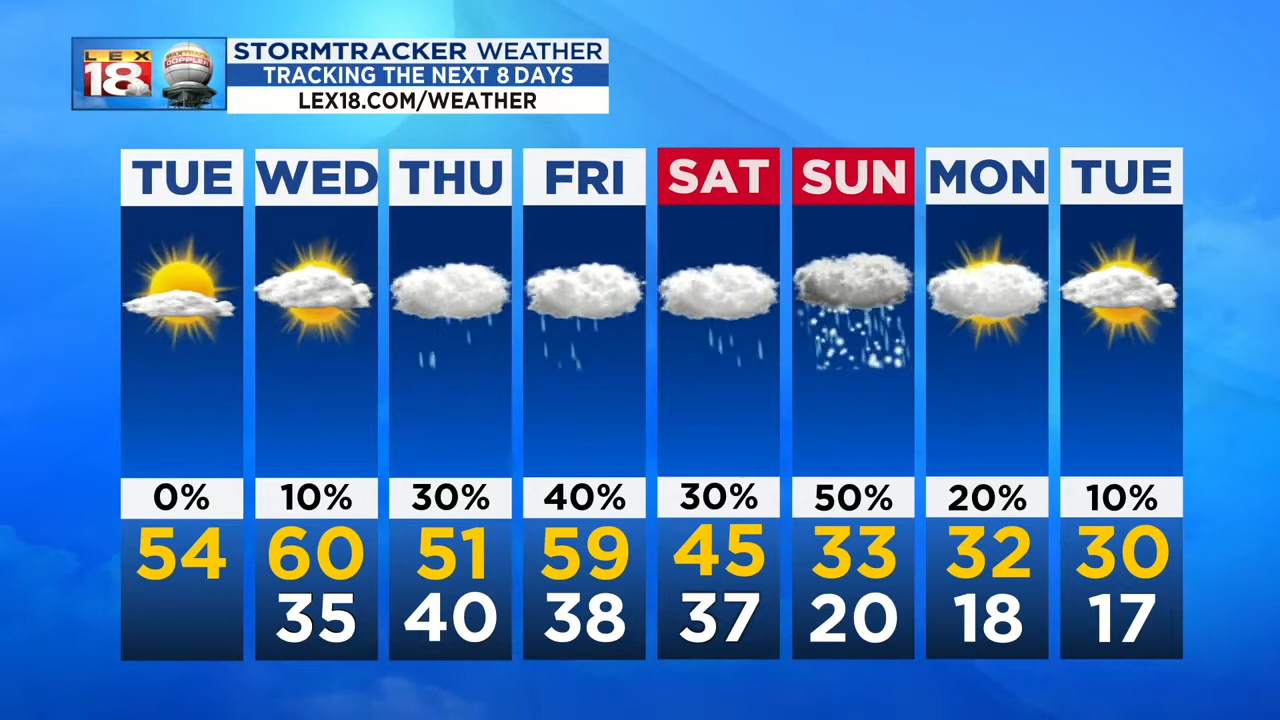 LEX
18
MAXTRACK
DOPPLER
STORMTRACKER WEATHER
TRACKING THE NEXT 8 DAYS
LEX18.COM/WEATHER
TUE WED THU FRI SAT SUN MON TUE
0% 10% 30% 40% 30% 50% 20% 10%
54 60 51 59 45 33 32 30
35 40 38 37 20 18 17